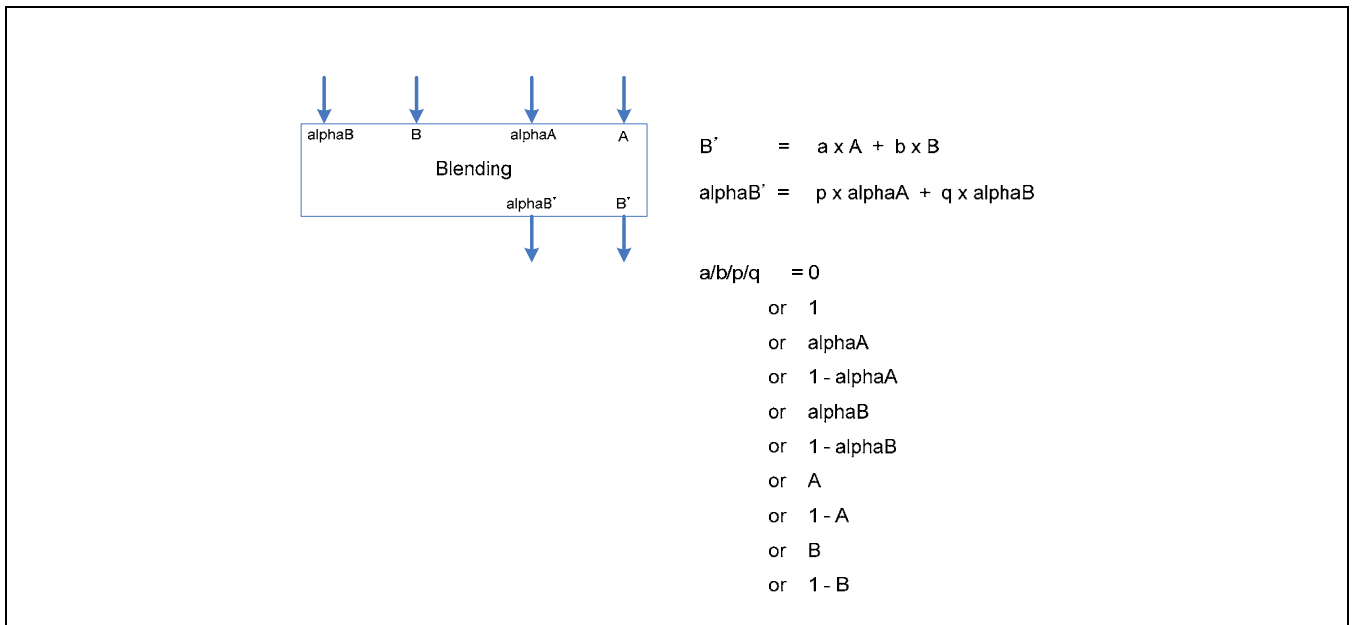 alphaB B alphaA A
Blending
alphaB' B'
B' = a x A + b x B
alphaB' = p x alphaA + q x alphaB
a/b/p/q = 0
or 1
or alphaA
or 1 - alphaA
or alphaB
or 1 - alphaB
or A
or 1 - A
or B
or 1 - B